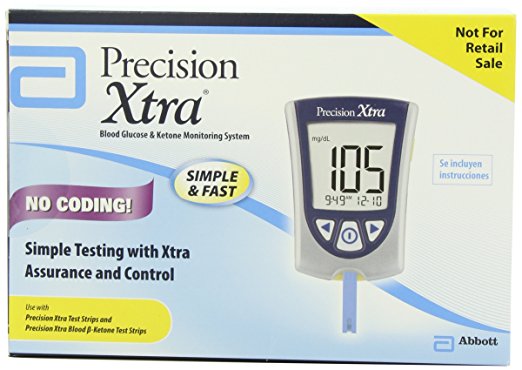 Not For
Retail
Sale
Precision
Xtra®
Blood Glucose & Ketone Monitoring System
SIMPLE
& FAST
NO CODING!
Simple Testing with Xtra
Assurance and Control
Use with
Precision Xtra Test Strips and
Precision Xtra Blood β-Ketone Test Strips
Precision Xtra
mg/dL
105
9:49 AM 12-10
Se incluyen
instrucciones
Abbott